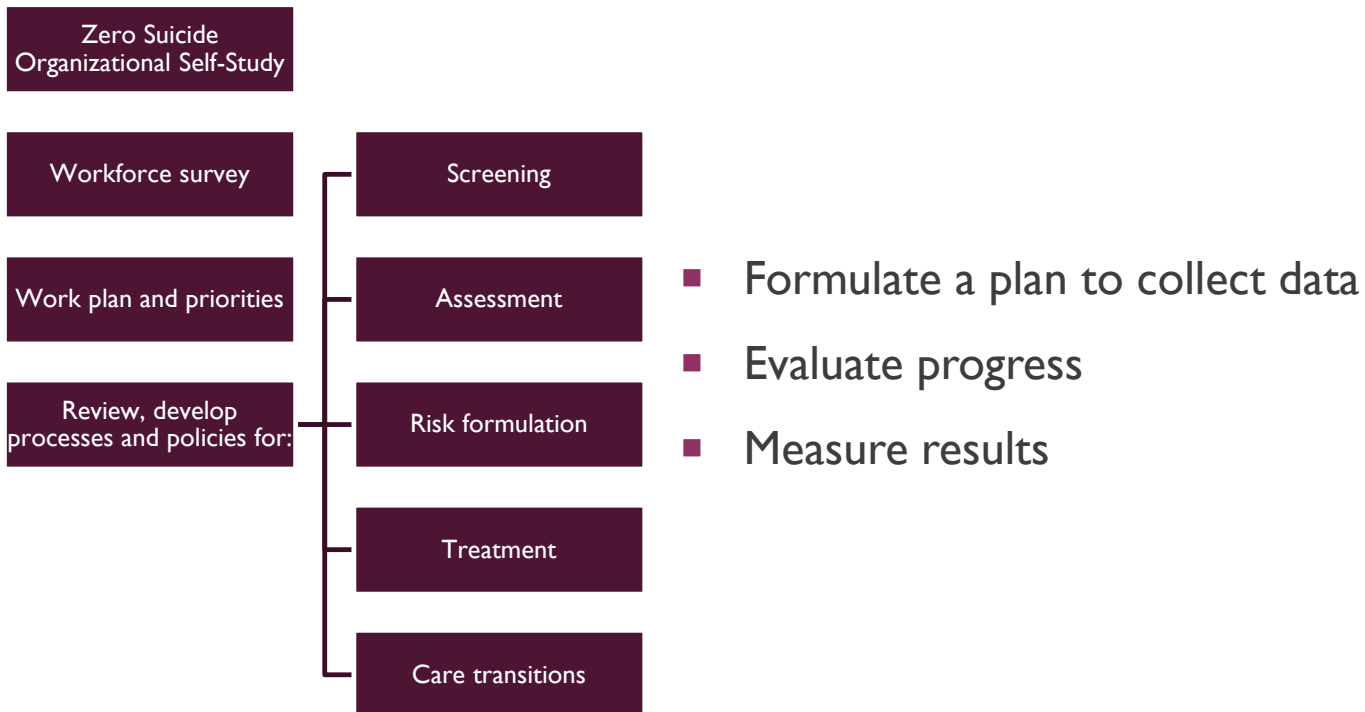 Zero Suicide
Organizational Self-Study
Workforce survey
Work plan and priorities
Review, develop
processes and policies for:
Screening
Assessment
Risk formulation
Treatment
Care transitions
▪ Formulate a plan to collect data
▪ Evaluate progress
▪ Measure results